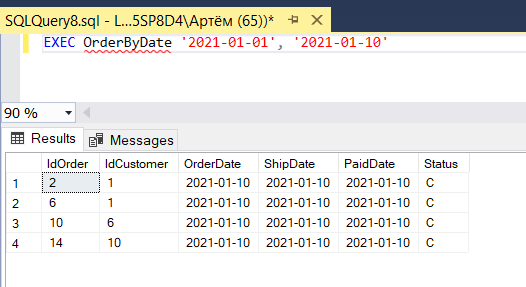 SQLQuery8.sql - L...5SP8D4\Артём (65))*
EXEC OrderByDate '2021-01-01', '2021-01-10'
90 %
Results Messages
IdOrder IdCustomer OrderDate ShipDate PaidDate Status
1 2 1 2021-01-10 2021-01-10 2021-01-10 C
2 6 1 2021-01-10 2021-01-10 2021-01-10 C
3 10 6 2021-01-10 2021-01-10 2021-01-10 C
4 14 10 2021-01-10 2021-01-10 2021-01-10 C